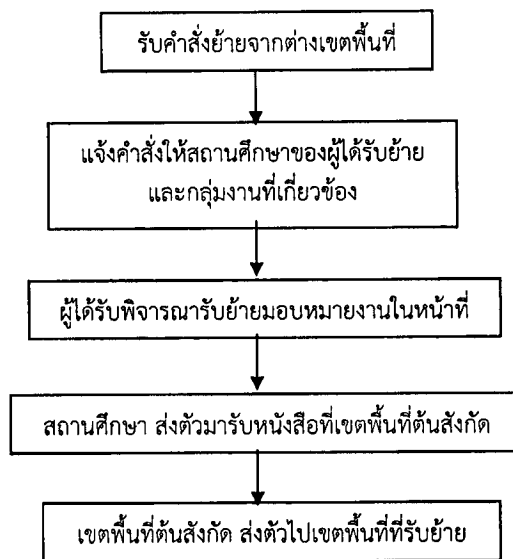 รับคำสั่งย้ายจากต่างเขตพื้นที่
แจ้งคำสั่งให้สถานศึกษาของผู้ได้รับย้าย
และกลุ่มงานที่เกี่ยวข้อง
ผู้ได้รับพิจารณารับย้ายมอบหมายงานในหน้าที่
สถานศึกษา ส่งตัวมารับหนังสือที่เขตพื้นที่ต้นสังกัด
เขตพื้นที่ต้นสังกัด ส่งตัวไปเขตพื้นที่ที่รับย้าย